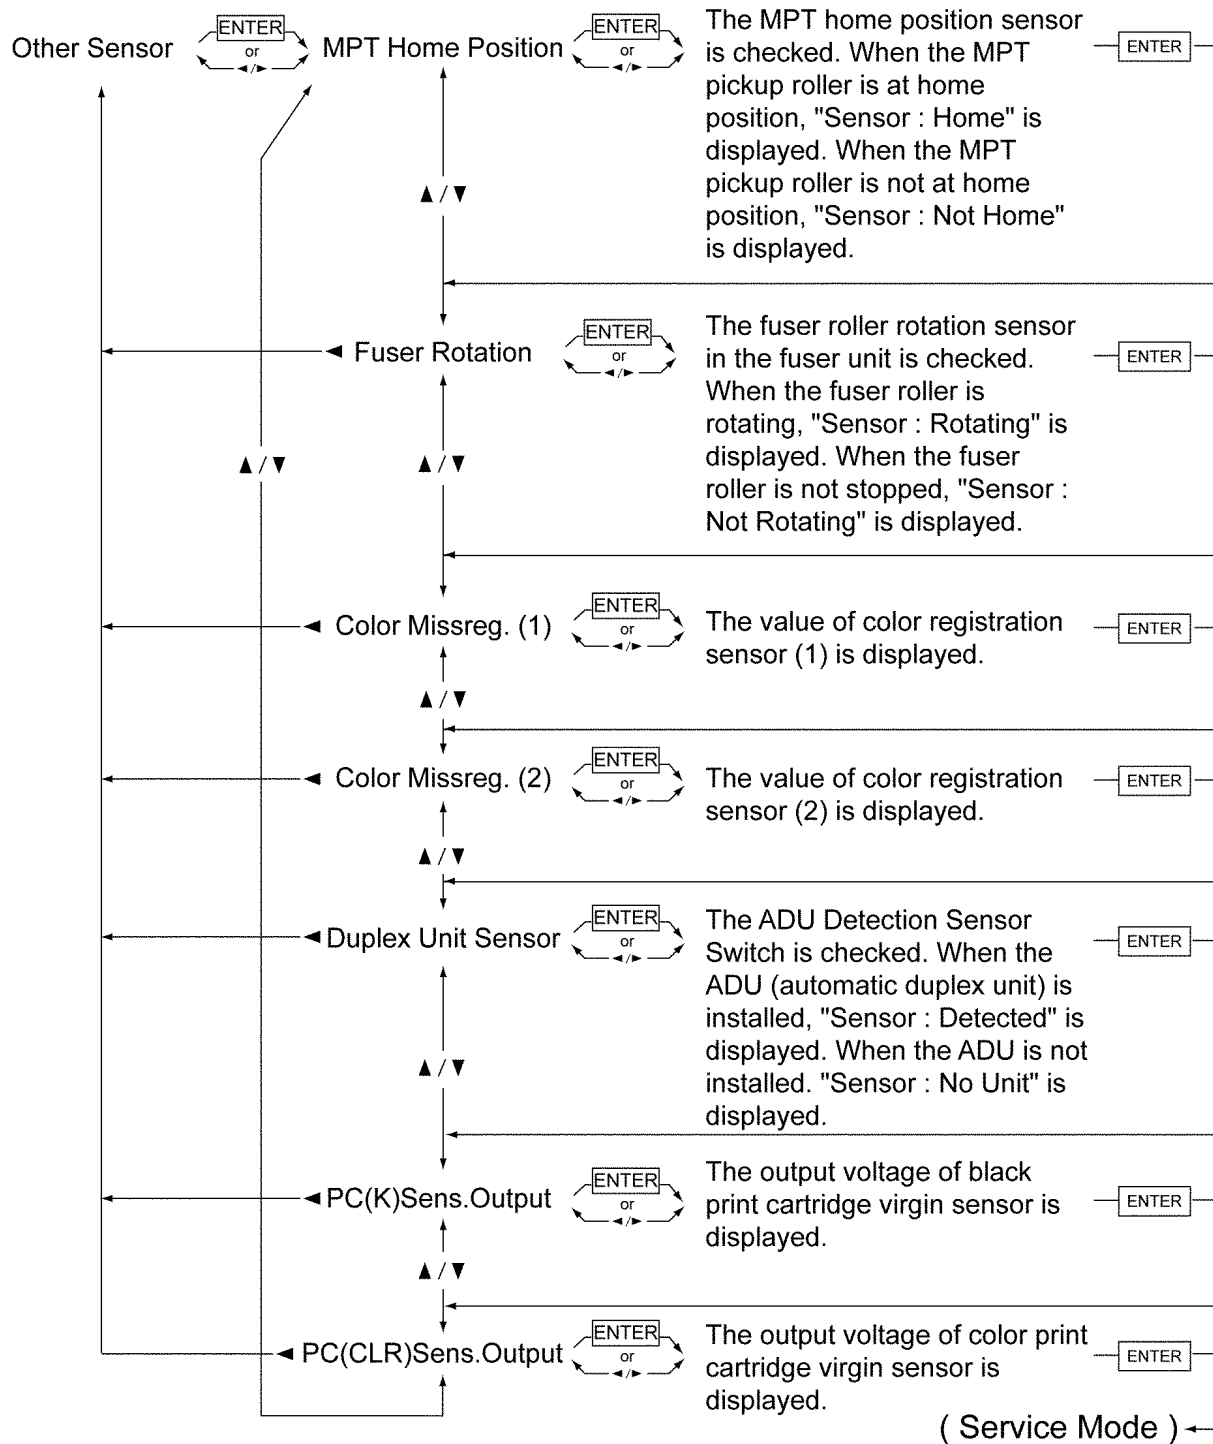 Other Sensor
ENTER
or
◄/►
MPT Home Position
ENTER
or
◄/►
The MPT home position sensor
is checked. When the MPT
pickup roller is at home
position, "Sensor : Home" is
displayed. When the MPT
pickup roller is not at home
position, "Sensor : Not Home"
is displayed.
ENTER
▲ / ▼
◄ Fuser Rotation
ENTER
or
◄/►
The fuser roller rotation sensor
in the fuser unit is checked.
When the fuser roller is
rotating, "Sensor : Rotating" is
displayed. When the fuser
roller is not stopped, "Sensor :
Not Rotating" is displayed.
ENTER
▲ / ▼
▲ / ▼
◄ Color Missreg. (1)
ENTER
or
◄/►
The value of color registration
sensor (1) is displayed.
ENTER
▲ / ▼
◄ Color Missreg. (2)
ENTER
or
◄/►
The value of color registration
sensor (2) is displayed.
ENTER
▲ / ▼
◄ Duplex Unit Sensor
ENTER
or
◄/►
The ADU Detection Sensor
Switch is checked. When the
ADU (automatic duplex unit) is
installed, "Sensor : Detected" is
displayed. When the ADU is not
installed. "Sensor : No Unit" is
displayed.
ENTER
▲ / ▼
◄ PC(K)Sens.Output
ENTER
or
◄/►
The output voltage of black
print cartridge virgin sensor is
displayed.
ENTER
▲ / ▼
◄ PC(CLR)Sens.Output
ENTER
or
◄/►
The output voltage of color print
cartridge virgin sensor is
displayed.
ENTER
( Service Mode )